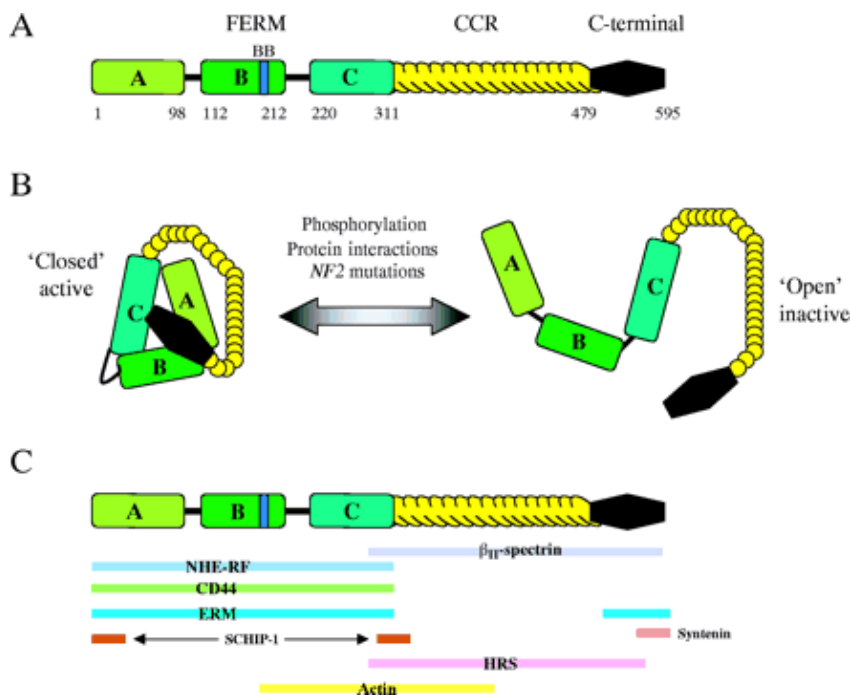 A
FERM CCR C-terminal
BB
A B C
1 98 112 212 220 311 479 595
B
Phosphorylation
Protein interactions
NF2 mutations
'Closed'
active
C A
B
A
B
C
'Open'
inactive
C
A B C
βII-spectrin
NHE-RF
CD44
ERM
SCHIP-1
Syntenin
HRS
Actin